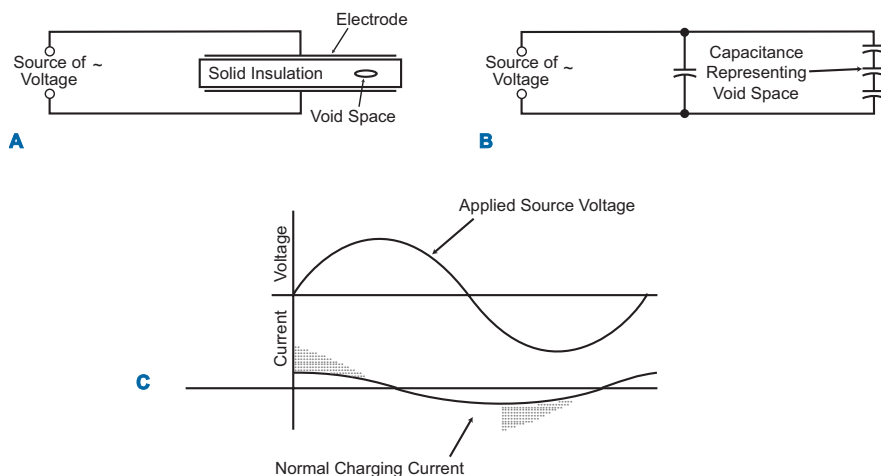 Electrode
Source of ~
Voltage
Solid Insulation
Void Space
A
Source of ~
Voltage
Capacitance
Representing
Void Space
B
Applied Source Voltage
Voltage
Current
C
Normal Charging Current